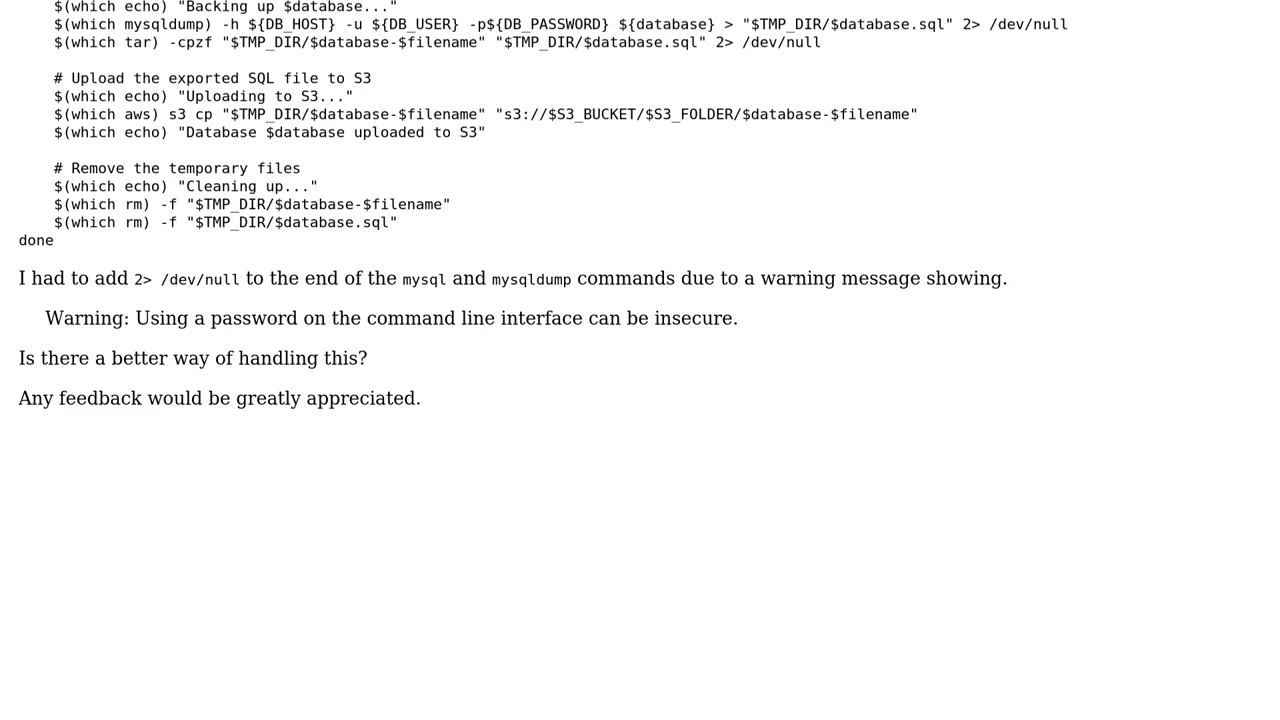 $(which echo) "Backing up $database..."
$(which mysqldump) -h ${DB_HOST} -u ${DB_USER} -p${DB_PASSWORD} ${database} > "$TMP_DIR/$database.sql" 2> /dev/null
$(which tar) -cpzf "$TMP_DIR/$database-$filename" "$TMP_DIR/$database.sql" 2> /dev/null
# Upload the exported SQL file to S3
$(which echo) "Uploading to S3..."
$(which aws) s3 cp "$TMP_DIR/$database-$filename" "s3://$S3_BUCKET/$S3_FOLDER/$database-$filename"
$(which echo) "Database $database uploaded to S3"
# Remove the temporary files
$(which echo) "Cleaning up..."
$(which rm) -f "$TMP_DIR/$database-$filename"
$(which rm) -f "$TMP_DIR/$database.sql"
done
I had to add 2> /dev/null to the end of the mysql and mysqldump commands due to a warning message showing.
Warning: Using a password on the command line interface can be insecure.
Is there a better way of handling this?
Any feedback would be greatly appreciated.